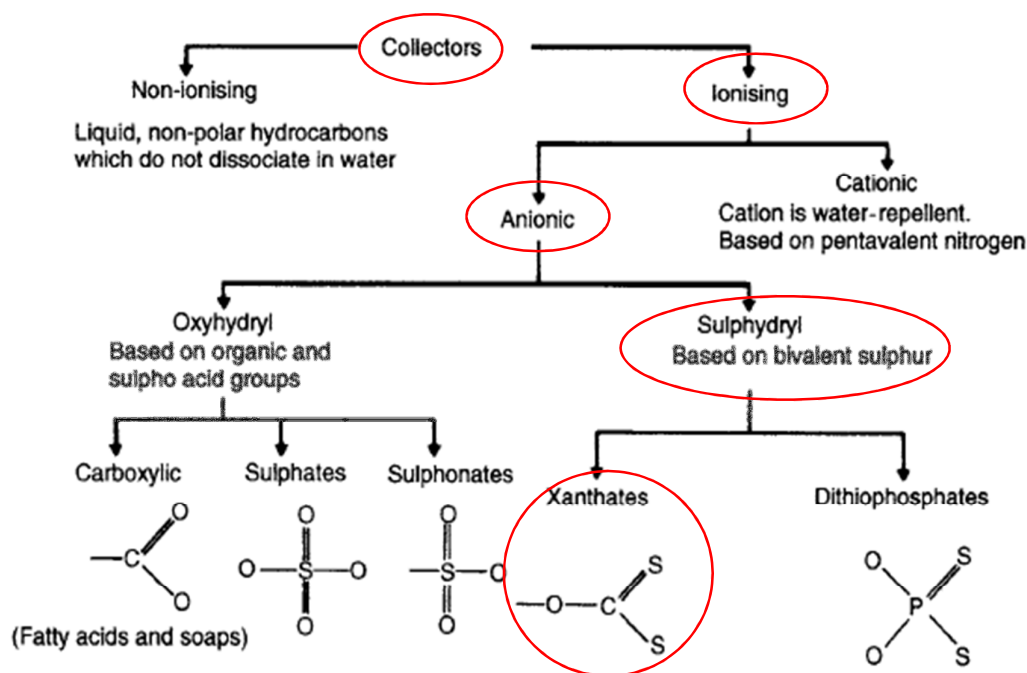 Collectors
Non-ionising
Liquid, non-polar hydrocarbons
which do not dissociate in water
Ionising
Anionic
Cationic
Cation is water-repellent.
Based on pentavalent nitrogen
Oxyhydryl
Based on organic and
sulpho acid groups
Sulphydryl
Based on bivalent sulphur
Carboxylic
Sulphates
Sulphonates
Xanthates
Dithiophosphates
O
C
O
(Fatty acids and soaps)
O
O S O
O
O
S O
O
S
O C
S
O S
P
O S